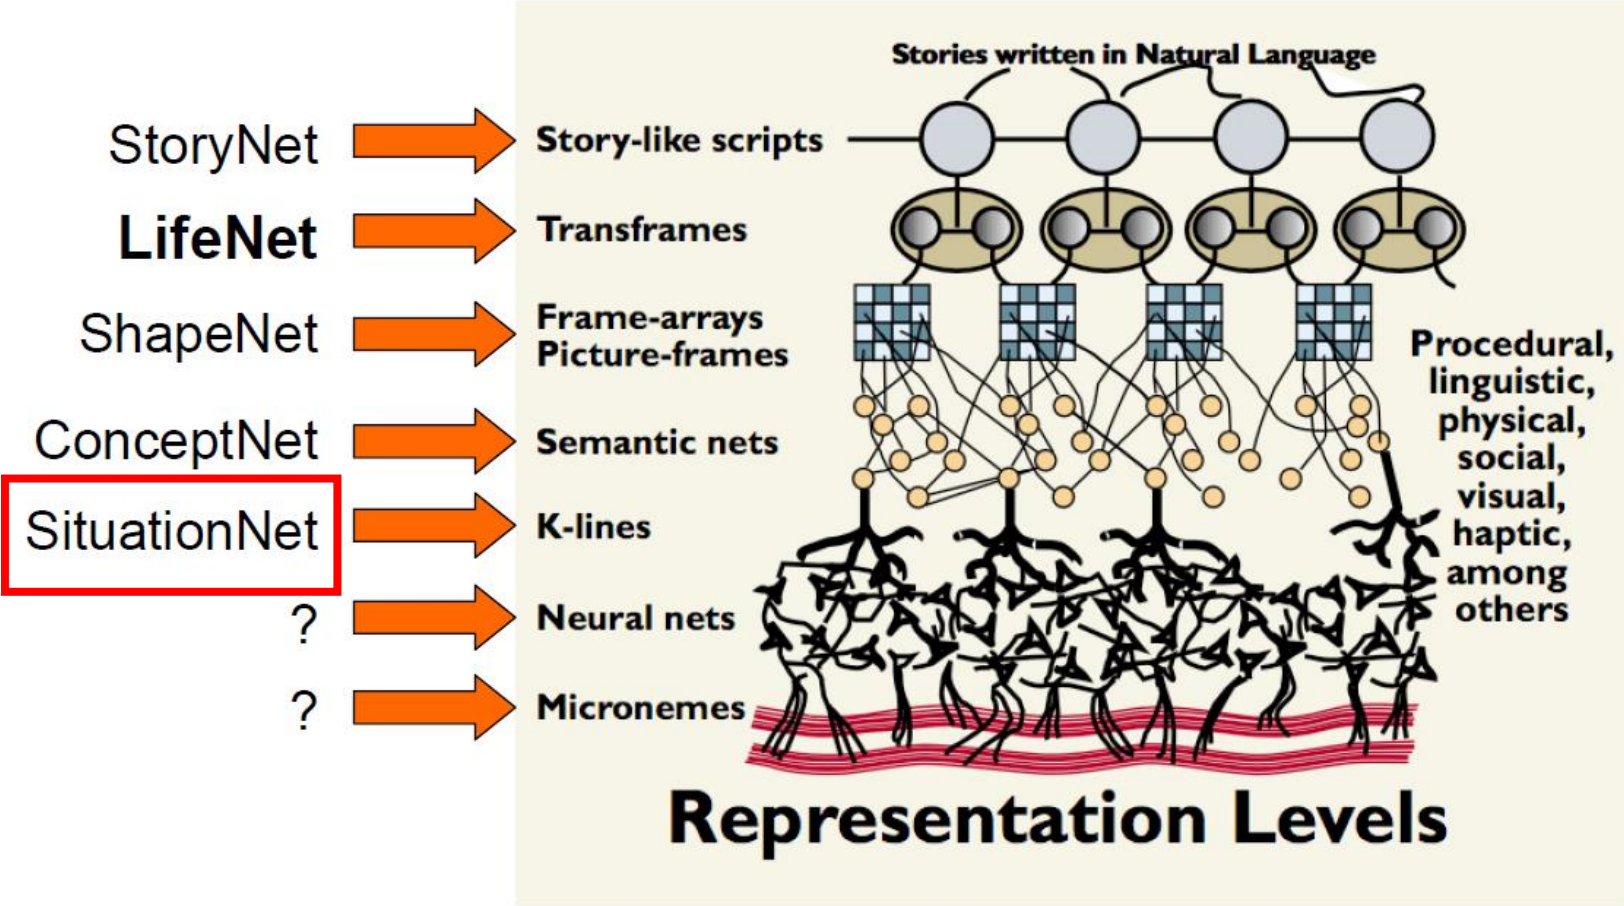 Stories written in Natural Language
StoryNet
Story-like scripts
LifeNet
Transframes
ShapeNet
Frame-arrays
Picture-frames
ConceptNet
Semantic nets
SituationNet
K-lines
?
Neural nets
?
Micronemes
Procedural,
linguistic,
physical,
social,
visual,
haptic,
among
others
Representation Levels